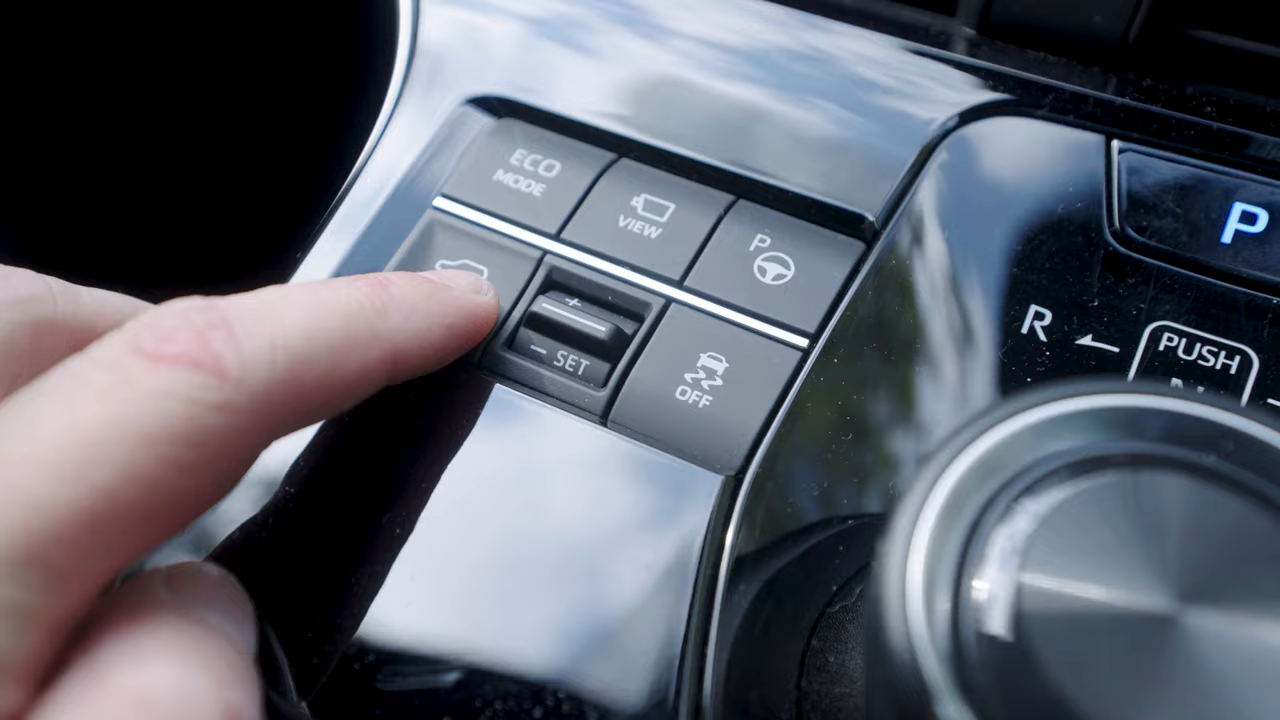 ECO
MODE
VIEW
P
+
- SET
OFF
P
R
PUSH